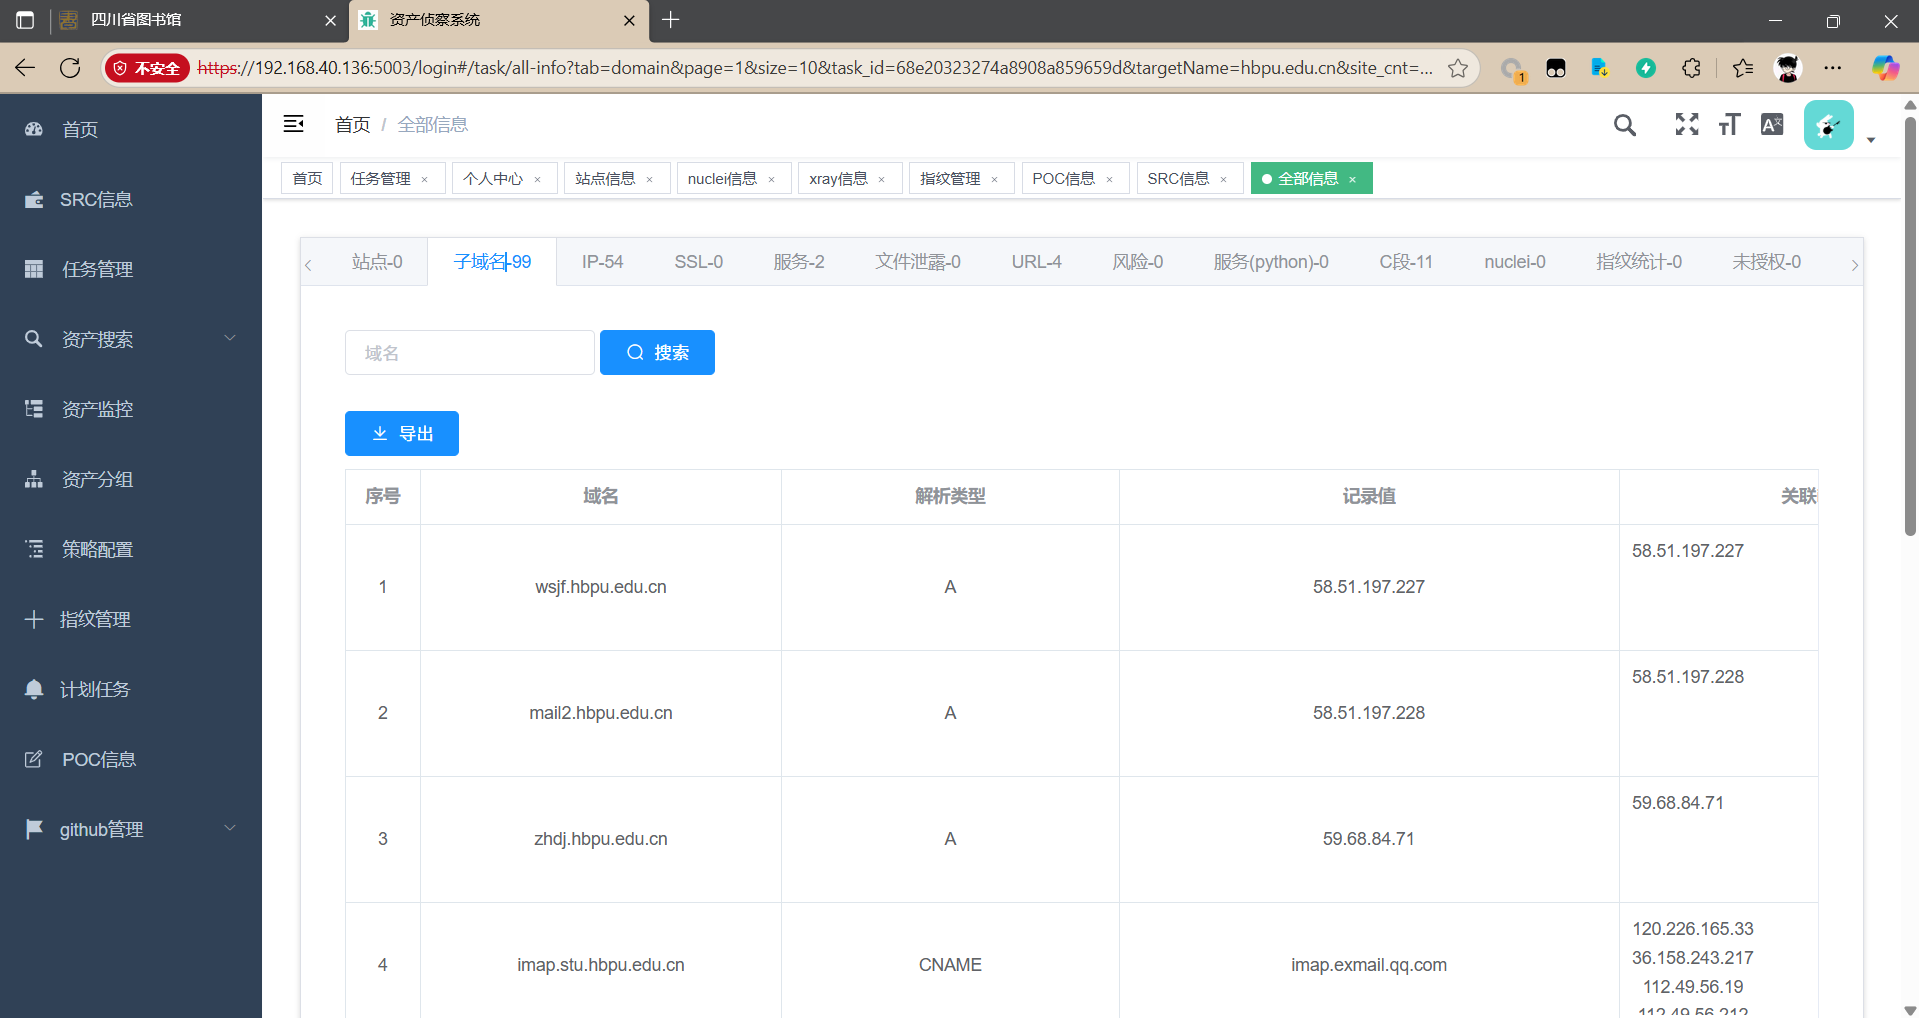 四川省图书馆
资产侦察系统
不安全
https://192.168.40.136:5003/login#/task/all-info?tab=domain&page=1&size=10&task_id=68e20323274a8908a859659d&targetName=hbpu.edu.cn&site_cnt=...
1
首页
SRC信息
任务管理
资产搜索
资产监控
资产分组
策略配置
指纹管理
计划任务
POC信息
github管理
首页 / 全部信息
首页 任务管理 × 个人中心 × 站点信息 × nuclei信息 × xray信息 × 指纹管理 × POC信息 × SRC信息 × 全部信息 ×
站点-0 子域名-99 IP-54 SSL-0 服务-2 文件泄露-0 URL-4 风险-0 服务(python)-0 C段-11 nuclei-0 指纹统计-0 未授权-0
域名 搜索
导出
序号 域名 解析类型 记录值 关联
1 wsjf.hbpu.edu.cn A 58.51.197.227 58.51.197.227
2 mail2.hbpu.edu.cn A 58.51.197.228 58.51.197.228
3 zhdj.hbpu.edu.cn A 59.68.84.71 59.68.84.71
4 imap.stu.hbpu.edu.cn CNAME imap.exmail.qq.com 120.226.165.33
36.158.243.217
112.49.56.19
112.49.56.212